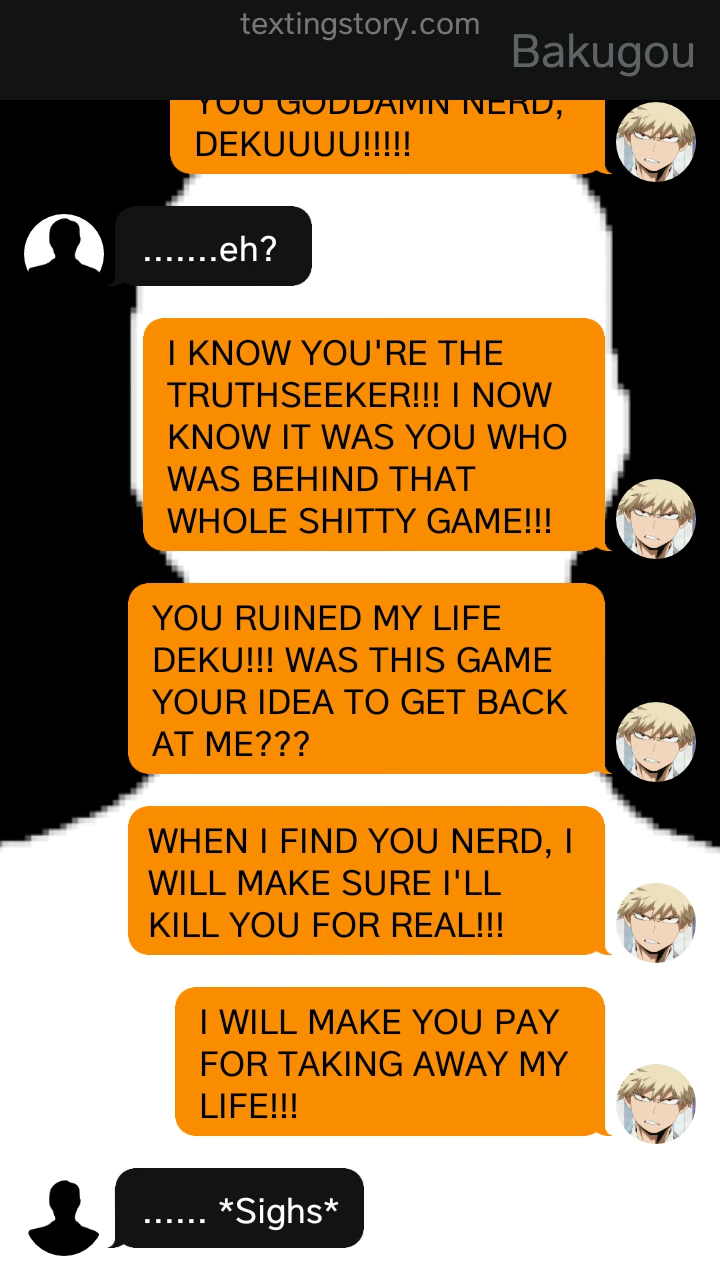 textingstory.com
Bakugou
YOU GODDAMN NERD,
DEKUUUU!!!!!
.......eh?
I KNOW YOU'RE THE
TRUTHSEEKER!!! I NOW
KNOW IT WAS YOU WHO
WAS BEHIND THAT
WHOLE SHITTY GAME!!!
YOU RUINED MY LIFE
DEKU!!! WAS THIS GAME
YOUR IDEA TO GET BACK
AT ME???
WHEN I FIND YOU NERD, I
WILL MAKE SURE I'LL
KILL YOU FOR REAL!!!
I WILL MAKE YOU PAY
FOR TAKING AWAY MY
LIFE!!!
...... *Sighs*